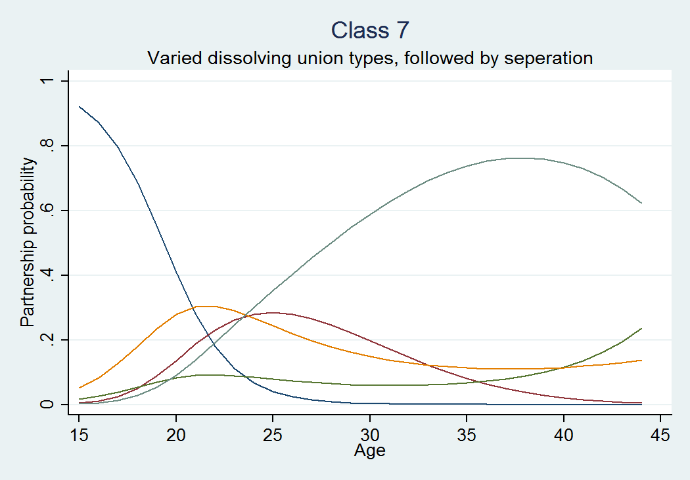 Class 7
Varied dissolving union types, followed by seperation
Partnership probability
1
.8
.6
.4
.2
0
15 20 25 30 35 40 45
Age